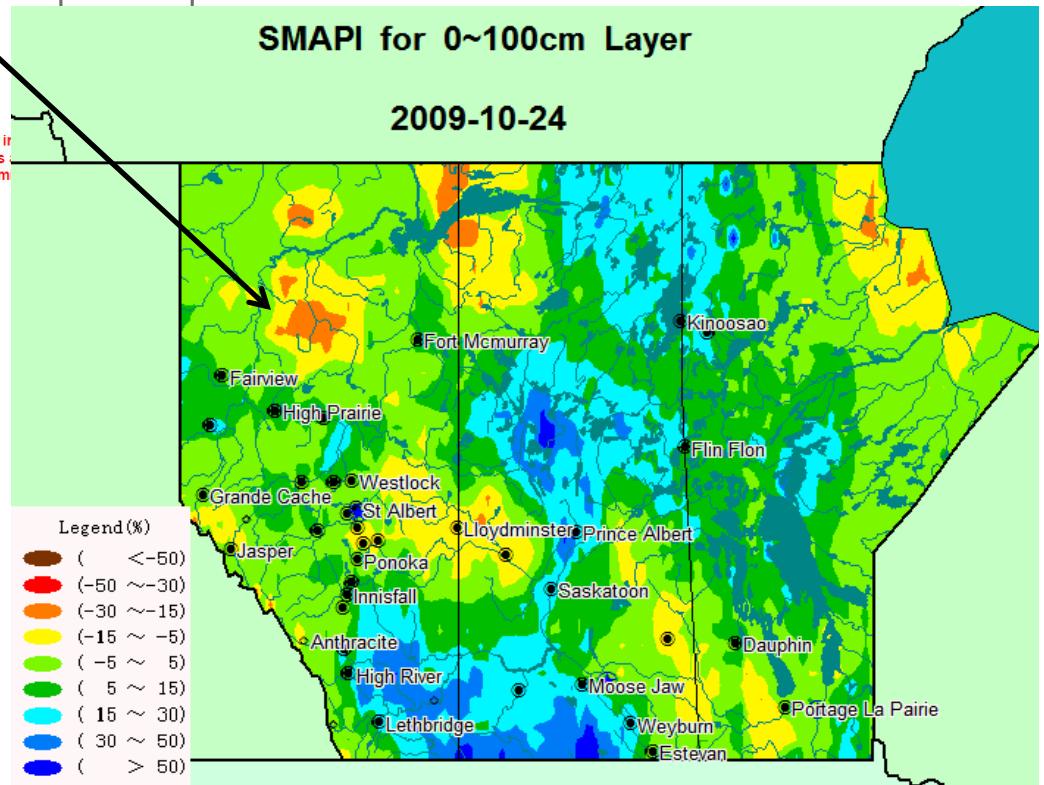 SMAPI for 0~100cm Layer
2009-10-24
Kinoosao
Fort Mcmurray
Fairview
High Prairie
Flin Flon
Westlock
Grande Cache
St Albert
Lloydminster
Prince Albert
Jasper
Ponoka
Saskatoon
Innisfall
Anthracite
Dauphin
High River
Moose Jaw
Portage La Pairie
Lethbridge
Weyburn
Estevan
Legend(%)
( <-50)
(-50 ~-30)
(-30 ~-15)
(-15 ~ -5)
( -5 ~ 5)
( 5 ~ 15)
( 15 ~ 30)
( 30 ~ 50)
( > 50)